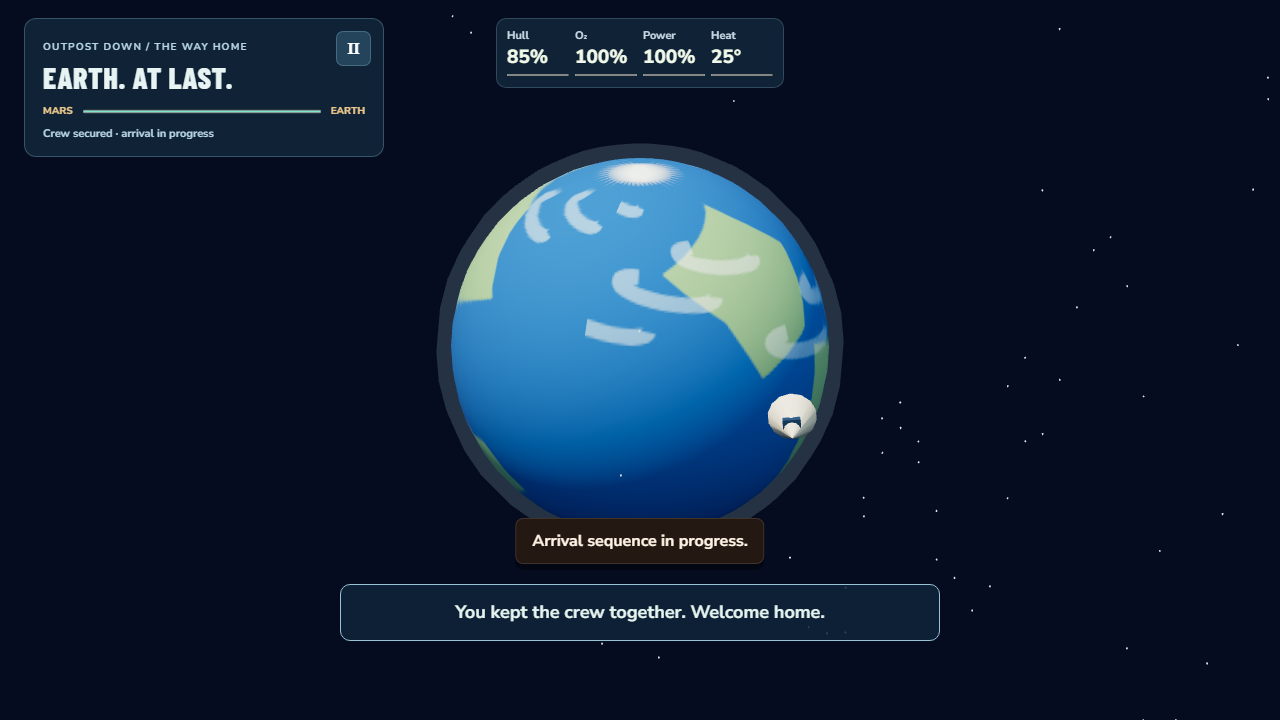 OUTPOST DOWN / THE WAY HOME
II
EARTH. AT LAST.
MARS EARTH
Crew secured · arrival in progress
Hull O₂ Power Heat
85% 100% 100% 25°
Arrival sequence in progress.
You kept the crew together. Welcome home.